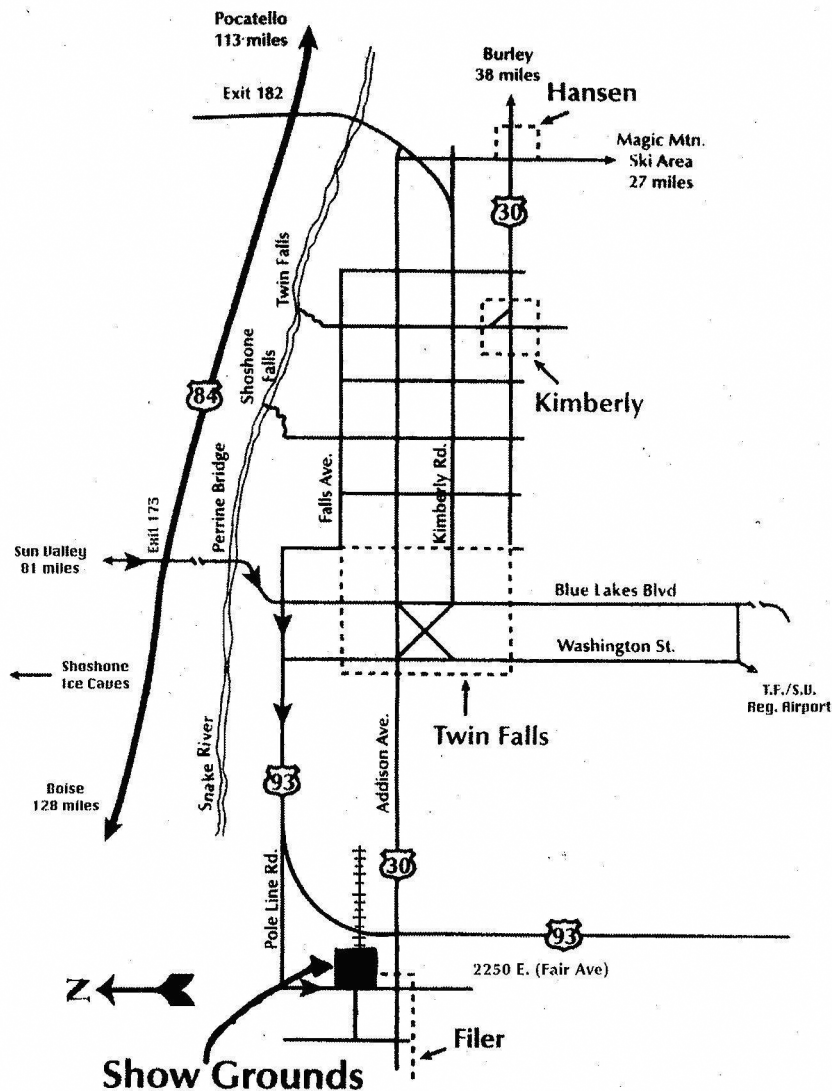 Pocatello
113 miles
Exit 182
Burley
38 miles
Hansen
Magic Mtn.
Ski Area
27 miles
30
Twin Falls
Shoshone
Falls
Kimberly
84
Perrine Bridge
Falls Ave.
Kimberly Rd.
Exit 173
Sun Valley
81 miles
Blue Lakes Blvd
Washington St.
Shoshone
Ice Caves
T.F./S.V.
Reg. Airport
Twin Falls
Addison Ave.
Snake River
93
Boise
128 miles
30
Pole Line Rd.
93
2250 E. (Fair Ave)
N
Filer
Show Grounds